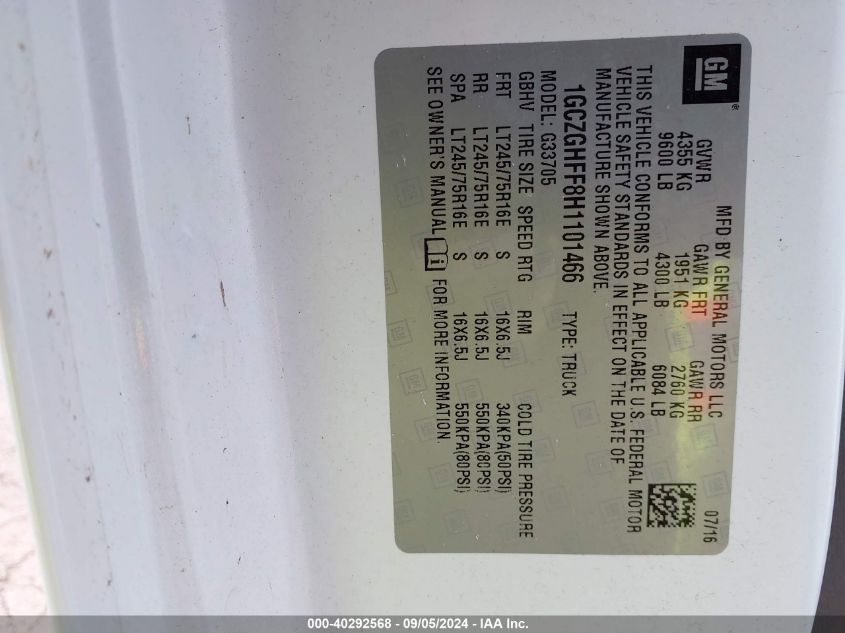 GM®
MFD BY GENERAL MOTORS LLC 07/16
GVWR GAWR FRT GAWR RR
4355 KG 1951 KG 2760 KG
9600 LB 4300 LB 6084 LB
THIS VEHICLE CONFORMS TO ALL APPLICABLE U.S. FEDERAL MOTOR
VEHICLE SAFETY STANDARDS IN EFFECT ON THE DATE OF
MANUFACTURE SHOWN ABOVE.
1GCZGHFF8H1101466 TYPE: TRUCK
MODEL: G33705
GBHV TIRE SIZE SPEED RTG RIM COLD TIRE PRESSURE
FRT LT245/75R16E S 16X6.5J 340KPA(50PSI)
RR LT245/75R16E S 16X6.5J 550KPA(80PSI)
SPA LT245/75R16E S 16X6.5J 550KPA(80PSI)
SEE OWNER'S MANUAL i FOR MORE INFORMATION
000-40292568 - 09/05/2024 - IAA Inc.